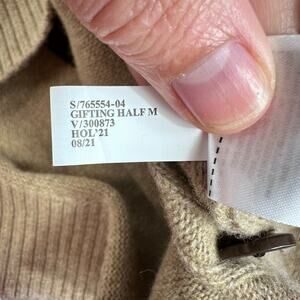 S/765554-04
GIFTING HALF M
V/300873
HOL'21
08/21